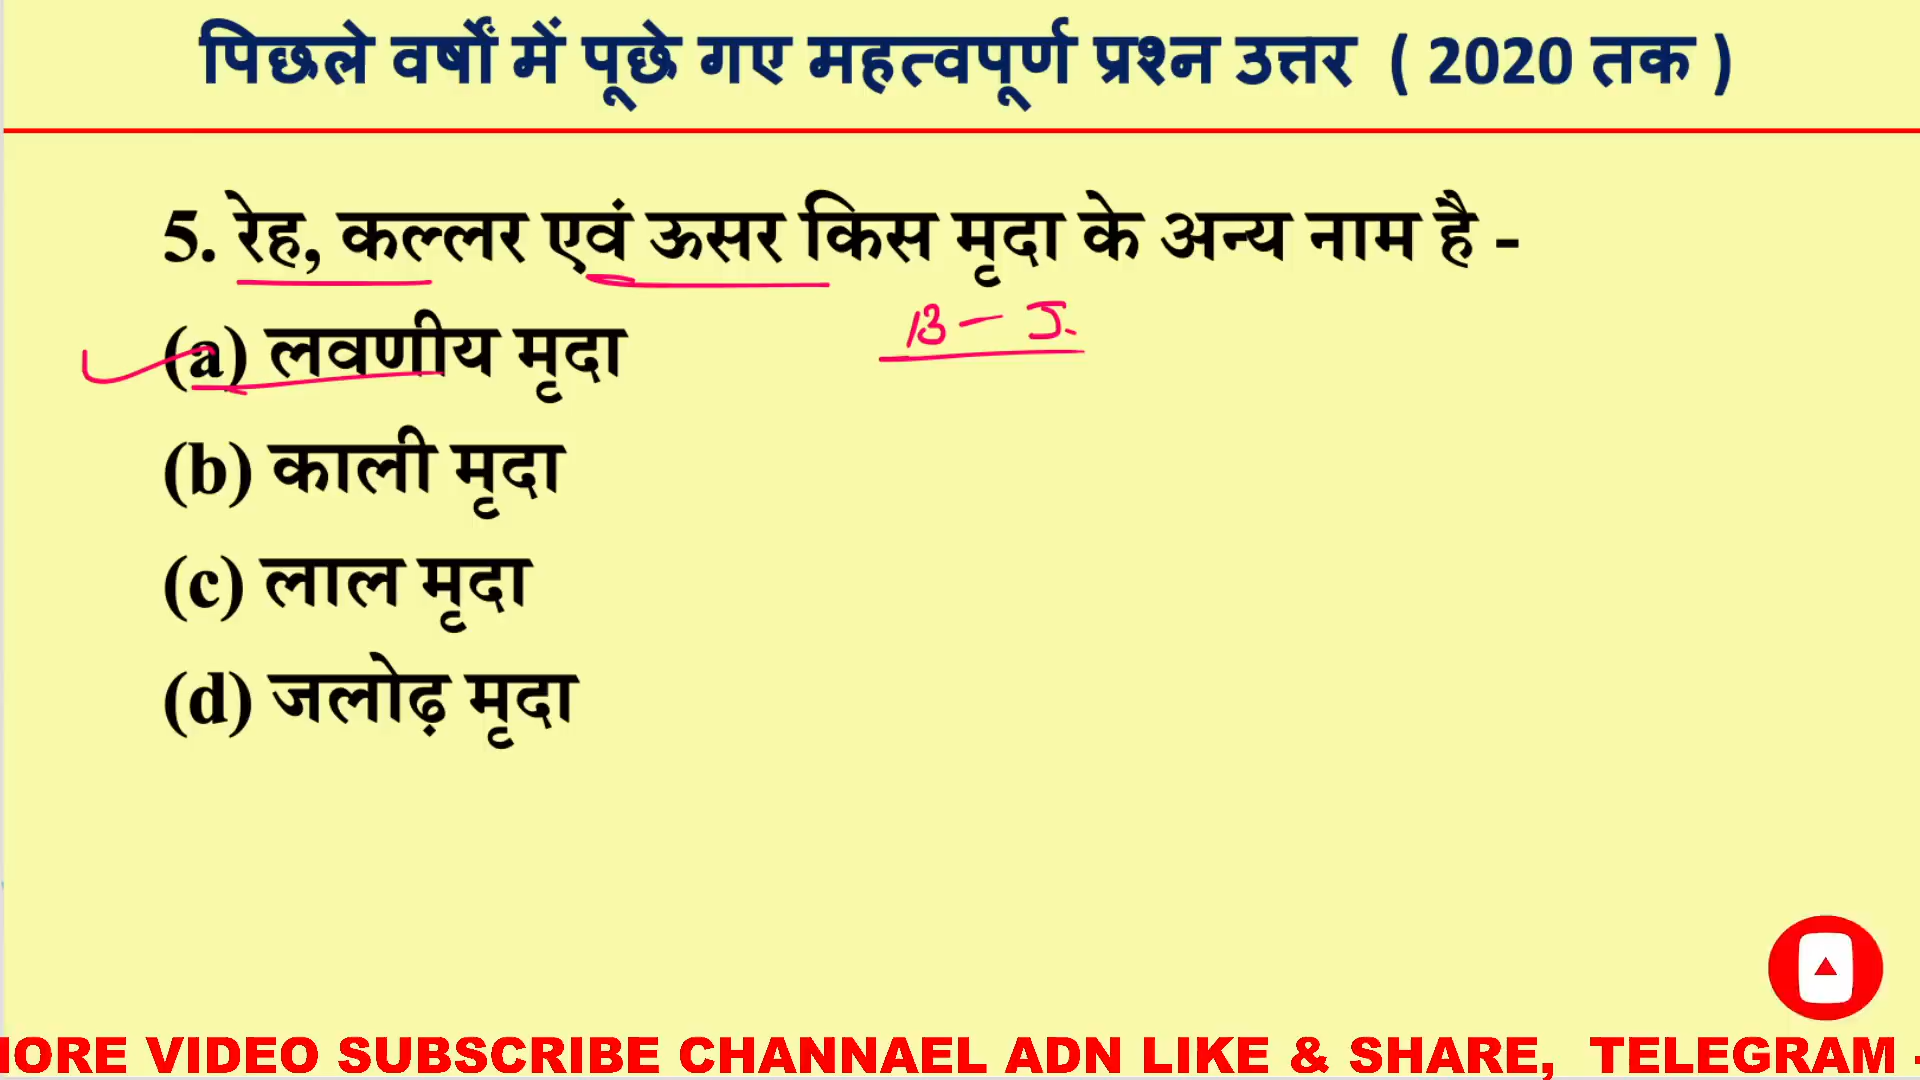 पिछले वर्षों में पूछे गए महत्वपूर्ण प्रश्न उत्तर ( 2020 तक )
5. रेह, कल्लर एवं ऊसर किस मृदा के अन्य नाम है -
(a) लवणीय मृदा
(b) काली मृदा
(c) लाल मृदा
(d) जलोढ़ मृदा
MORE VIDEO SUBSCRIBE CHANNAEL ADN LIKE & SHARE, TELEGRAM -